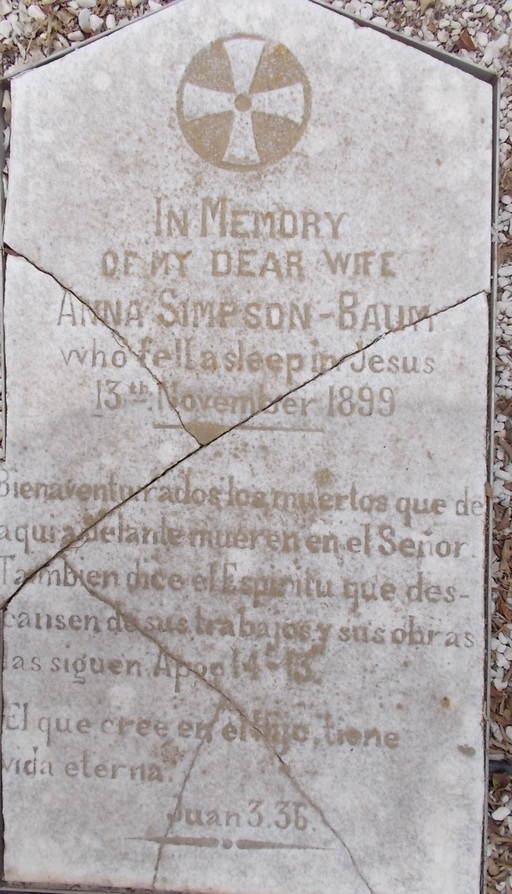 IN MEMORY
OF MY DEAR WIFE
ANNA SIMPSON-BAUM
who fell asleep in Jesus
13th November 1899
Bienaventurados los muertos que de
aqui adelante mueren en el Señor.
Tambien dice el Espiritu que des-
cansen de sus trabajos y sus obras
las siguen. Apoc 14-13.
El que cree en el Hijo, tiene
vida eterna.
Juan 3.36.